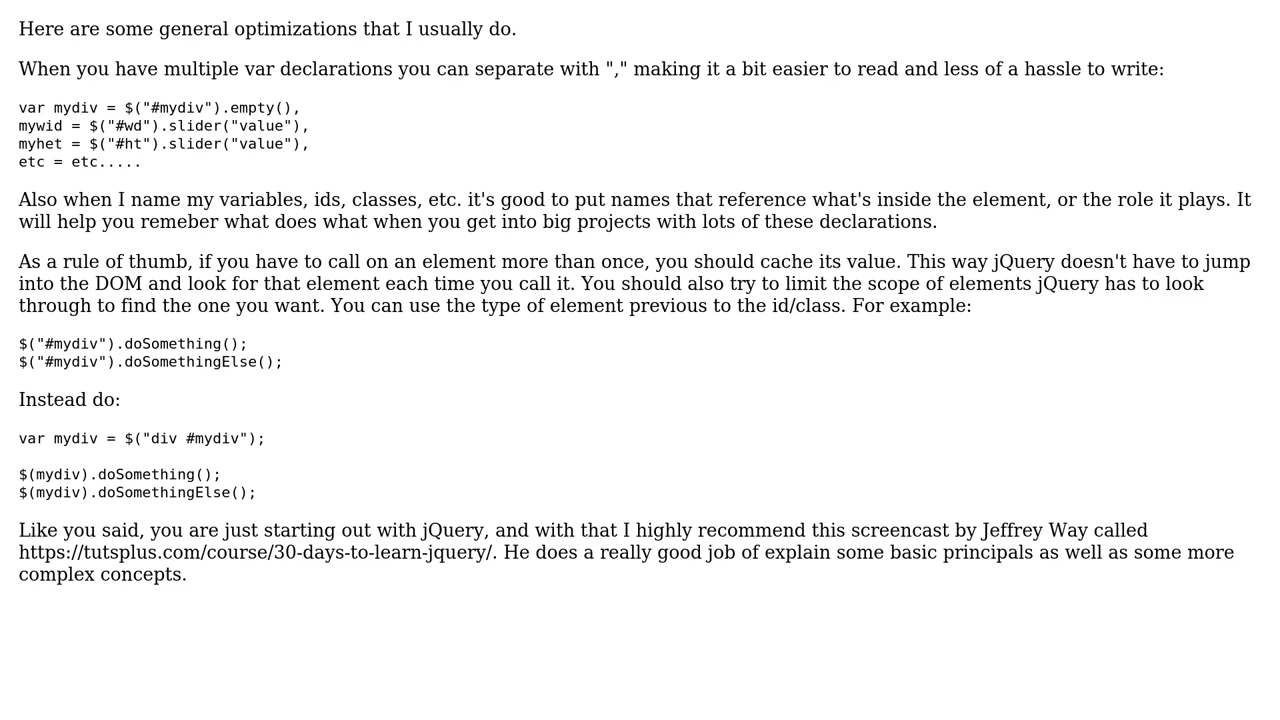 Here are some general optimizations that I usually do.
When you have multiple var declarations you can separate with "," making it a bit easier to read and less of a hassle to write:
var mydiv = $("#mydiv").empty(),
mywid = $("#wd").slider("value"),
myhet = $("#ht").slider("value"),
etc = etc.....
Also when I name my variables, ids, classes, etc. it's good to put names that reference what's inside the element, or the role it plays. It
will help you remeber what does what when you get into big projects with lots of these declarations.
As a rule of thumb, if you have to call on an element more than once, you should cache its value. This way jQuery doesn't have to jump
into the DOM and look for that element each time you call it. You should also try to limit the scope of elements jQuery has to look
through to find the one you want. You can use the type of element previous to the id/class. For example:
$("#mydiv").doSomething();
$("#mydiv").doSomethingElse();
Instead do:
var mydiv = $("div #mydiv");
$(mydiv).doSomething();
$(mydiv).doSomethingElse();
Like you said, you are just starting out with jQuery, and with that I highly recommend this screencast by Jeffrey Way called
https://tutsplus.com/course/30-days-to-learn-jquery/. He does a really good job of explain some basic principals as well as some more
complex concepts.